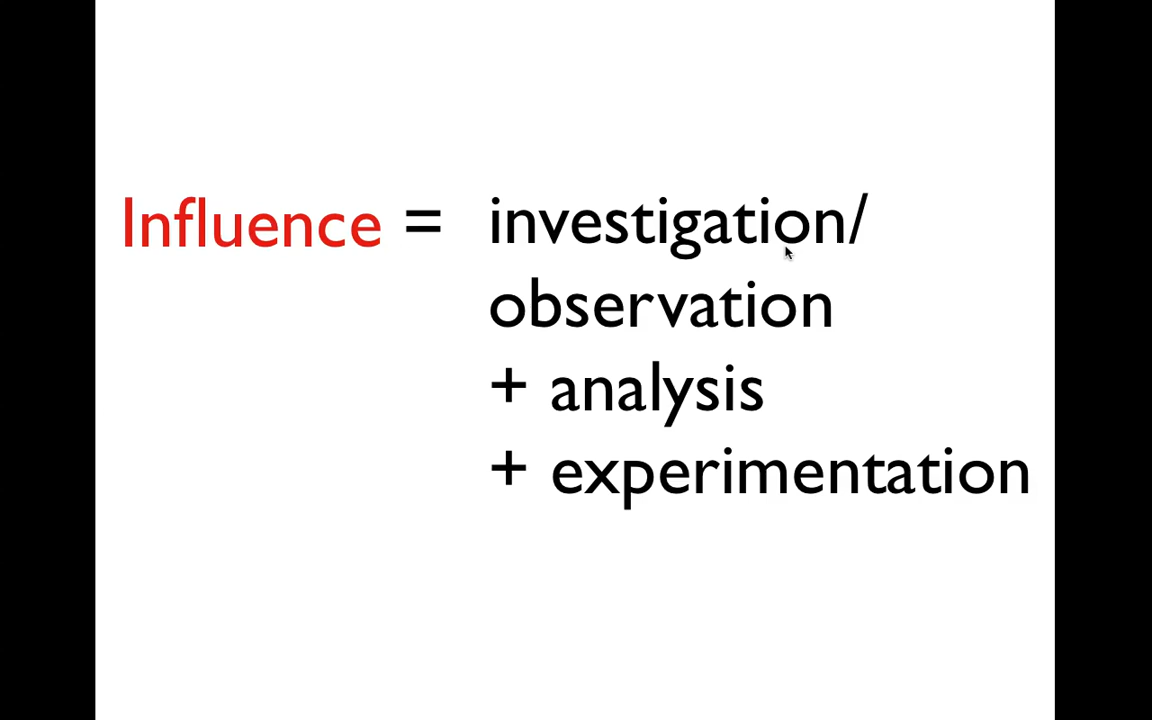 Influence = investigation/
observation
+ analysis
+ experimentation